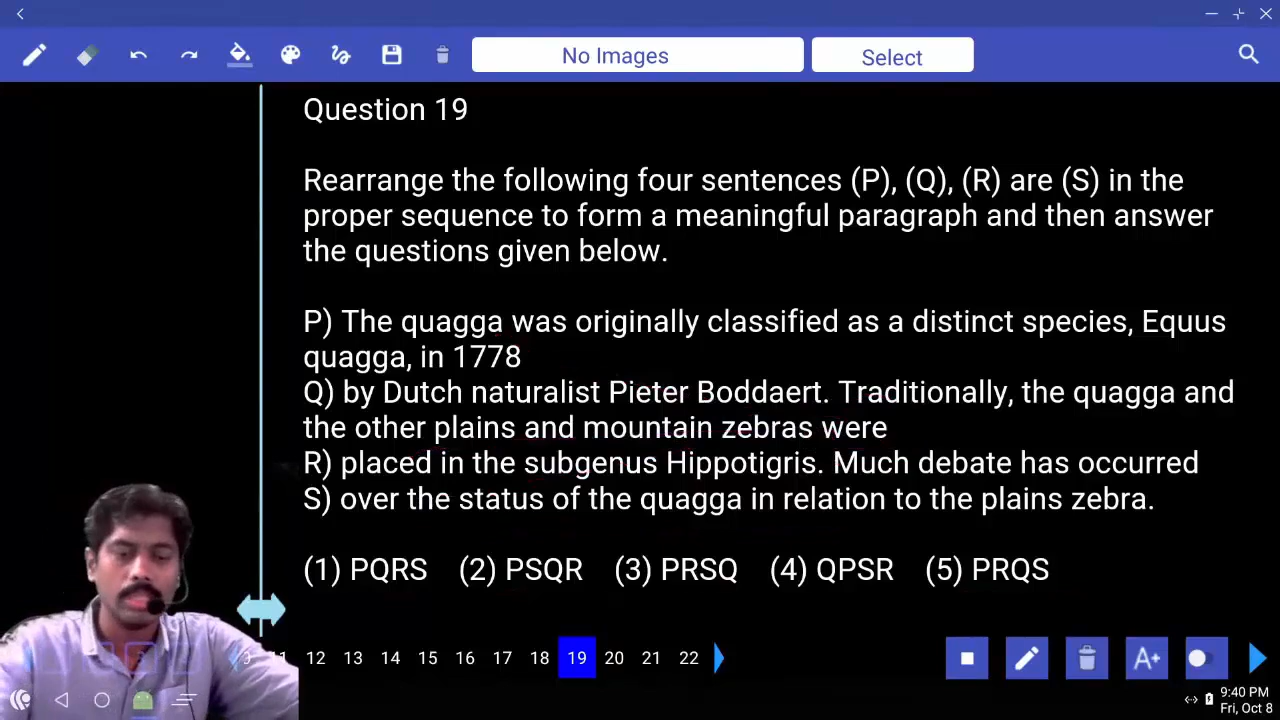 No Images
Select
Question 19
Rearrange the following four sentences (P), (Q), (R) are (S) in the
proper sequence to form a meaningful paragraph and then answer
the questions given below.
P) The quagga was originally classified as a distinct species, Equus
quagga, in 1778
Q) by Dutch naturalist Pieter Boddaert. Traditionally, the quagga and
the other plains and mountain zebras were
R) placed in the subgenus Hippotigris. Much debate has occurred
S) over the status of the quagga in relation to the plains zebra.
(1) PQRS (2) PSQR (3) PRSQ (4) QPSR (5) PRQS
11 12 13 14 15 16 17 18 19 20 21 22
A+
9:40 PM
Fri, Oct 8